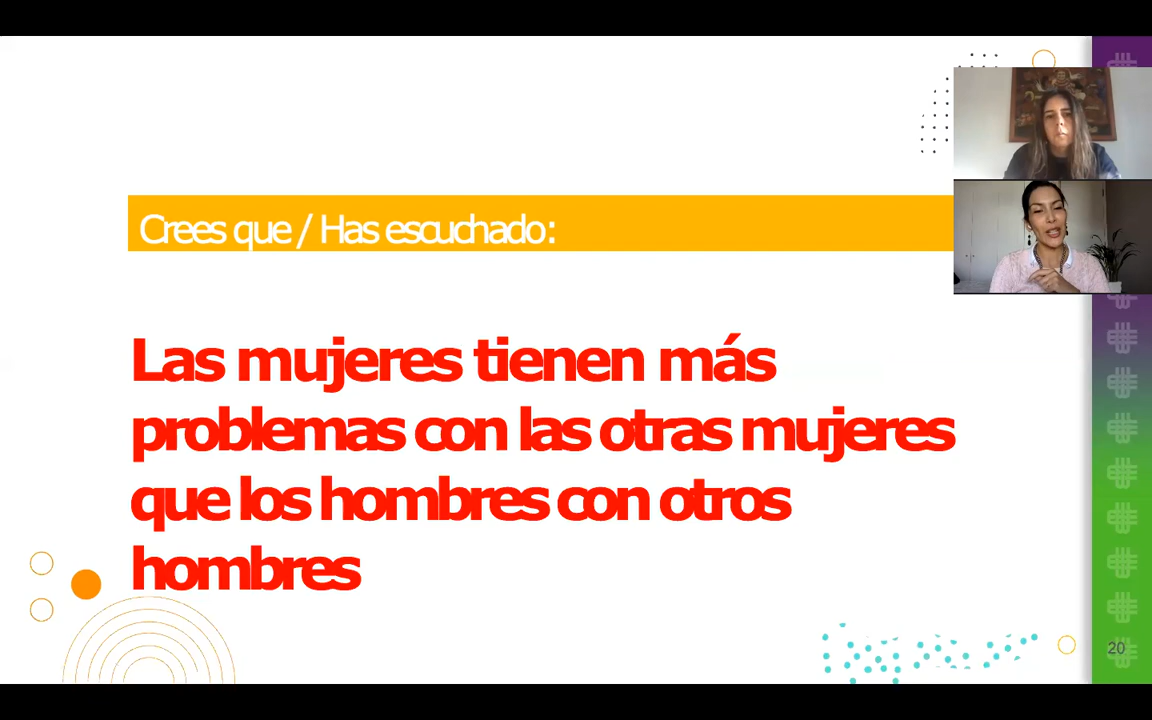 Crees que / Has escuchado:
Las mujeres tienen más
problemas con las otras mujeres
que los hombres con otros
hombres
20